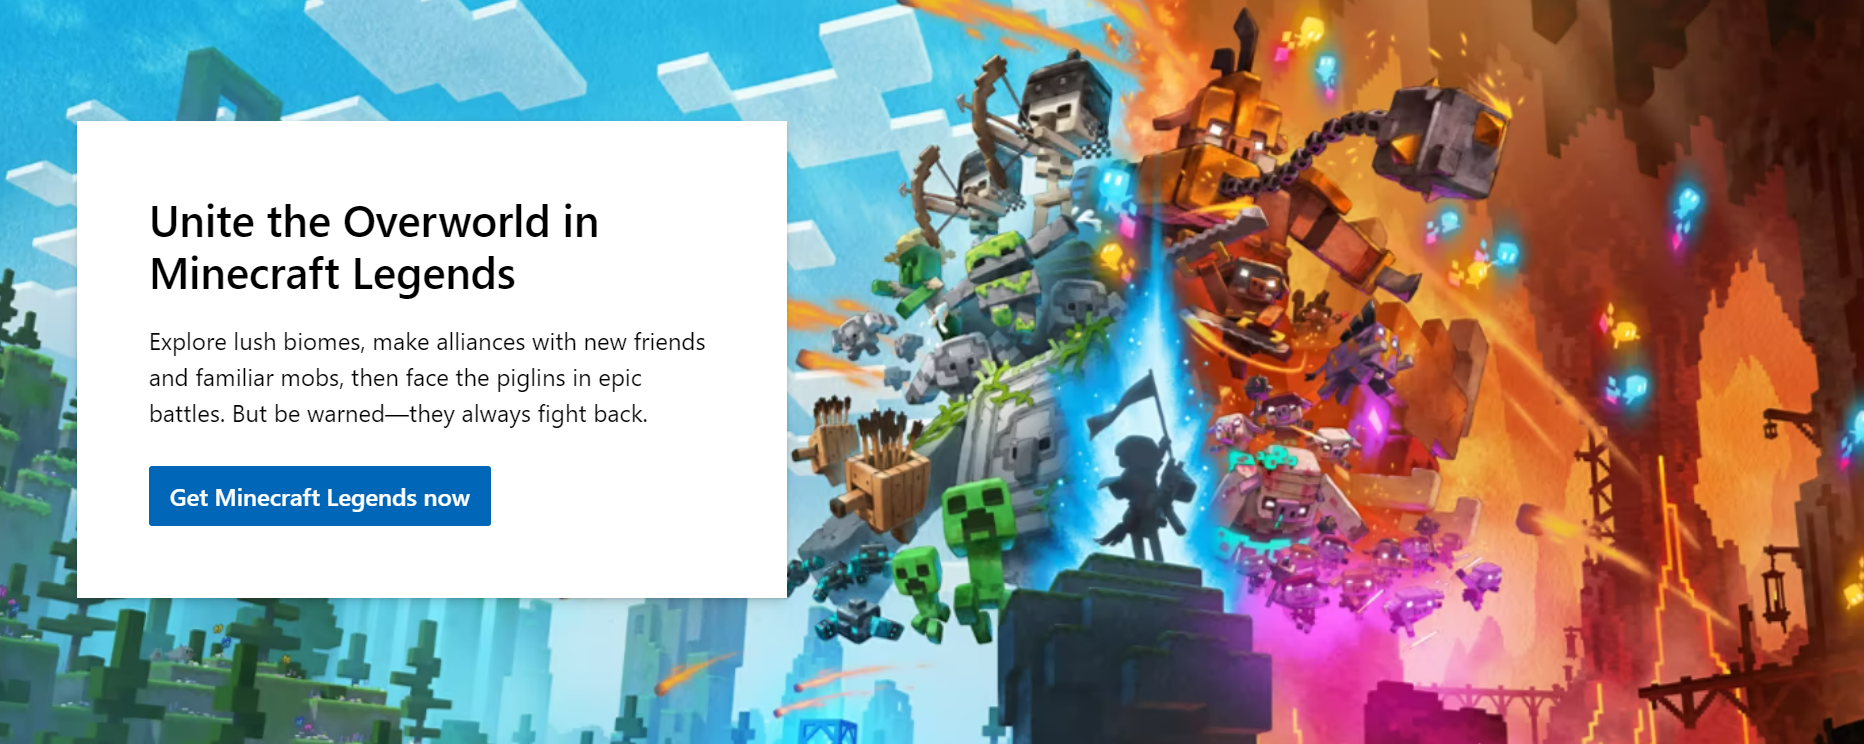 Unite the Overworld in
Minecraft Legends
Explore lush biomes, make alliances with new friends
and familiar mobs, then face the piglins in epic
battles. But be warned—they always fight back.
Get Minecraft Legends now